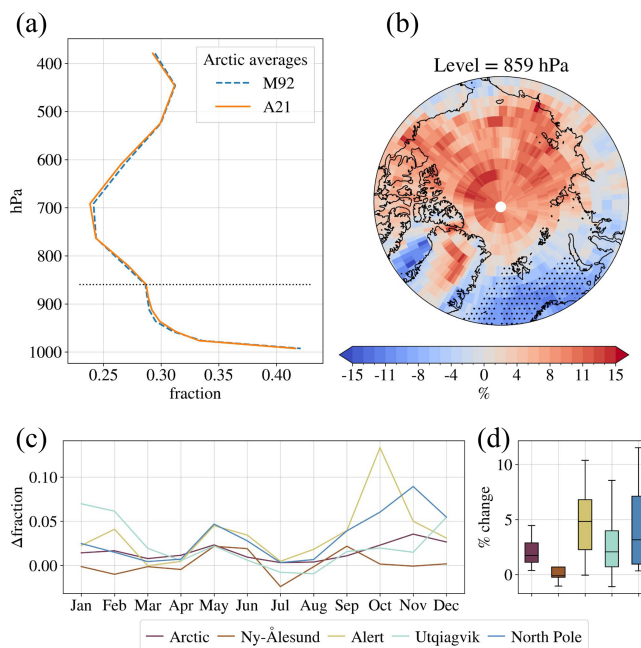 (a)
Arctic averages
M92
A21
400
500
600
700
800
900
1000
hPa
0.25
0.30
0.35
0.40
fraction
(b)
Level = 859 hPa
-15
-11
-8
-4
0
4
8
11
15
%
(c)
0.10
0.05
0.00
Δfraction
Jan Feb Mar Apr May Jun Jul Aug Sep Oct Nov Dec
(d)
10
5
0
% change
Arctic Ny-Ålesund Alert Utqiagvik North Pole